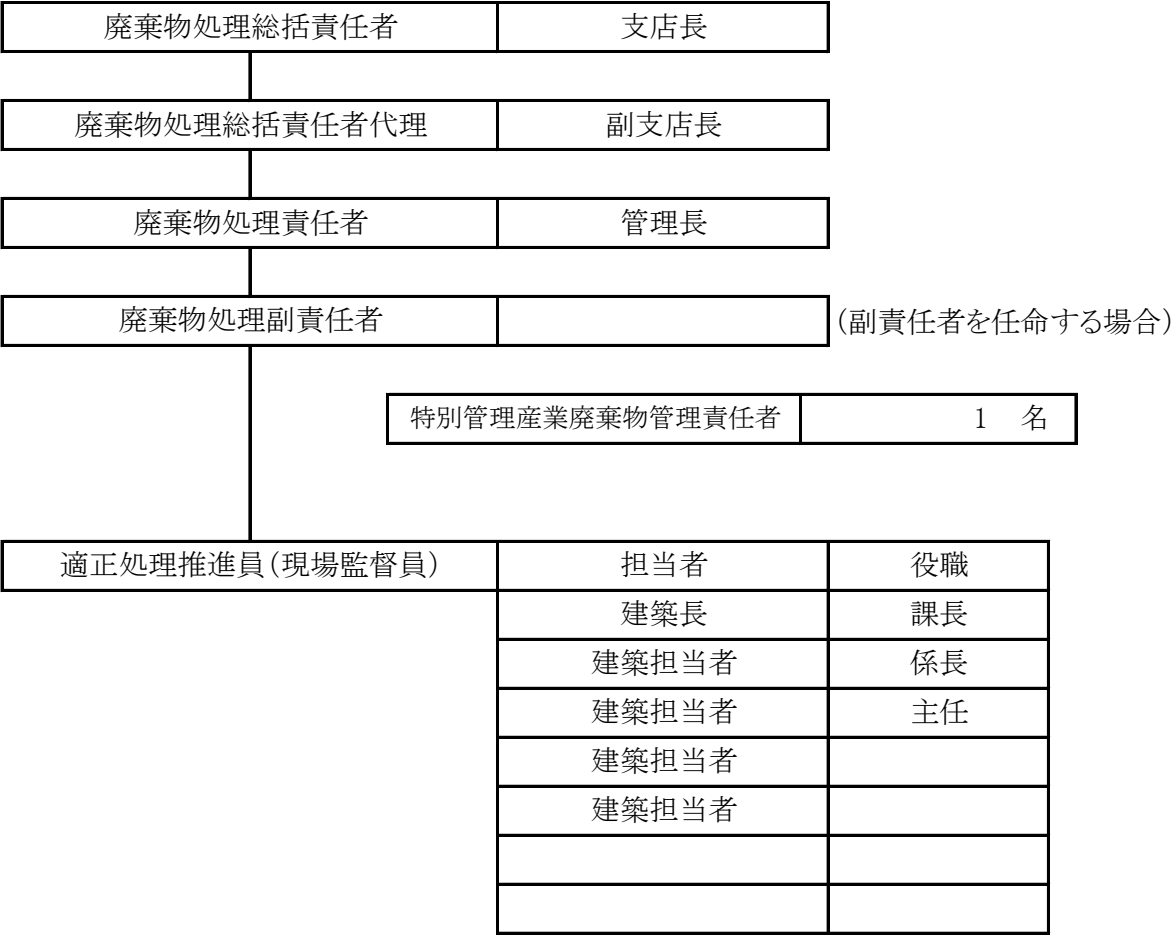 廃棄物処理総括責任者 支店長
廃棄物処理総括責任者代理 副支店長
廃棄物処理責任者 管理長
廃棄物処理副責任者 (副責任者を任命する場合)
特別管理産業廃棄物管理責任者 1 名
適正処理推進員(現場監督員) 担当者 役職
建築長 課長
建築担当者 係長
建築担当者 主任
建築担当者
建築担当者